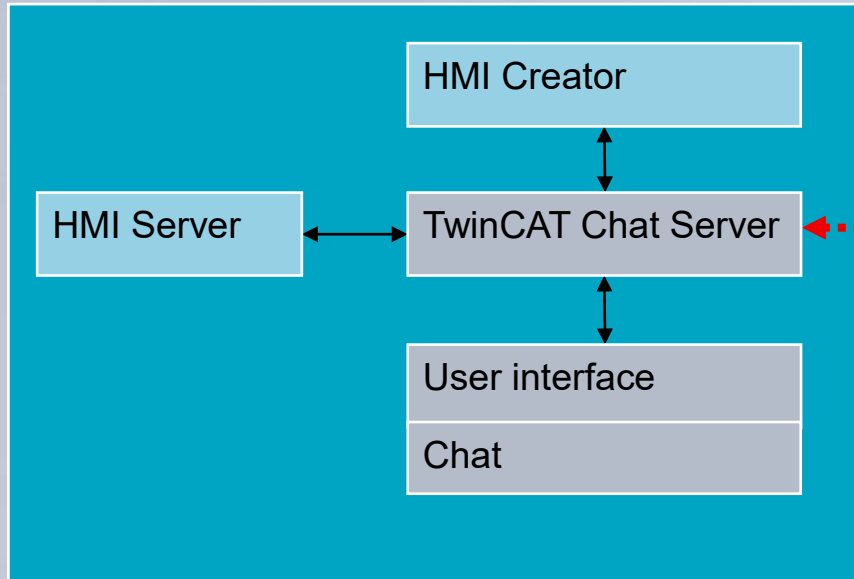 HMI Creator
HMI Server
TwinCAT Chat Server
User interface
Chat